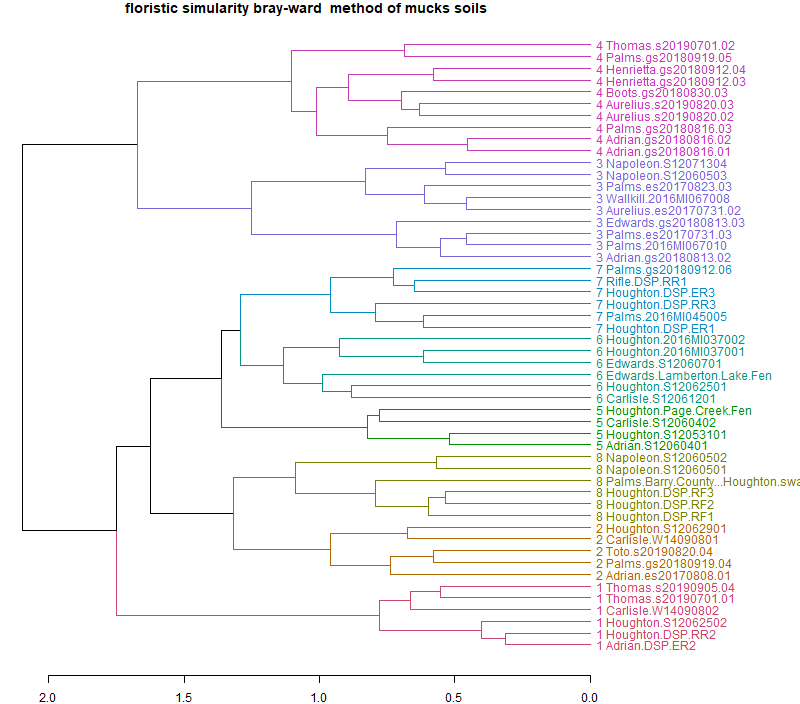 floristic simularity bray-ward method of mucks soils
4 Thomas.s20190701.02
4 Palms.gs20180919.05
4 Henrietta.gs20180912.04
4 Henrietta.gs20180912.03
4 Boots.gs20180830.03
4 Aurelius.s20190820.03
4 Aurelius.s20190820.02
4 Palms.gs20180816.03
4 Adrian.gs20180816.02
4 Adrian.gs20180816.01
3 Napoleon.S12071304
3 Napoleon.S12060503
3 Palms.es20170823.03
3 Wallkill.2016MI067008
3 Aurelius.es20170731.02
3 Edwards.gs20180813.03
3 Palms.es20170731.03
3 Palms.2016MI067010
3 Adrian.gs20180813.02
7 Palms.gs20180912.06
7 Rifle.DSP.RR1
7 Houghton.DSP.ER3
7 Houghton.DSP.RR3
7 Palms.2016MI045005
7 Houghton.DSP.ER1
6 Houghton.2016MI037002
6 Houghton.2016MI037001
6 Edwards.S12060701
6 Edwards.Lamberton.Lake.Fen
6 Houghton.S12062501
6 Carlisle.S12061201
5 Houghton.Page.Creek.Fen
5 Carlisle.S12060402
5 Houghton.S12053101
5 Adrian.S12060401
8 Napoleon.S12060502
8 Napoleon.S12060501
8 Palms.Barry.County...Houghton.swa
8 Houghton.DSP.RF3
8 Houghton.DSP.RF2
8 Houghton.DSP.RF1
2 Houghton.S12062901
2 Carlisle.W14090801
2 Toto.s20190820.04
2 Palms.gs20180919.04
2 Adrian.es20170808.01
1 Thomas.s20190905.04
1 Thomas.s20190701.01
1 Carlisle.W14090802
1 Houghton.S12062502
1 Houghton.DSP.RR2
1 Adrian.DSP.ER2
2.0 1.5 1.0 0.5 0.0